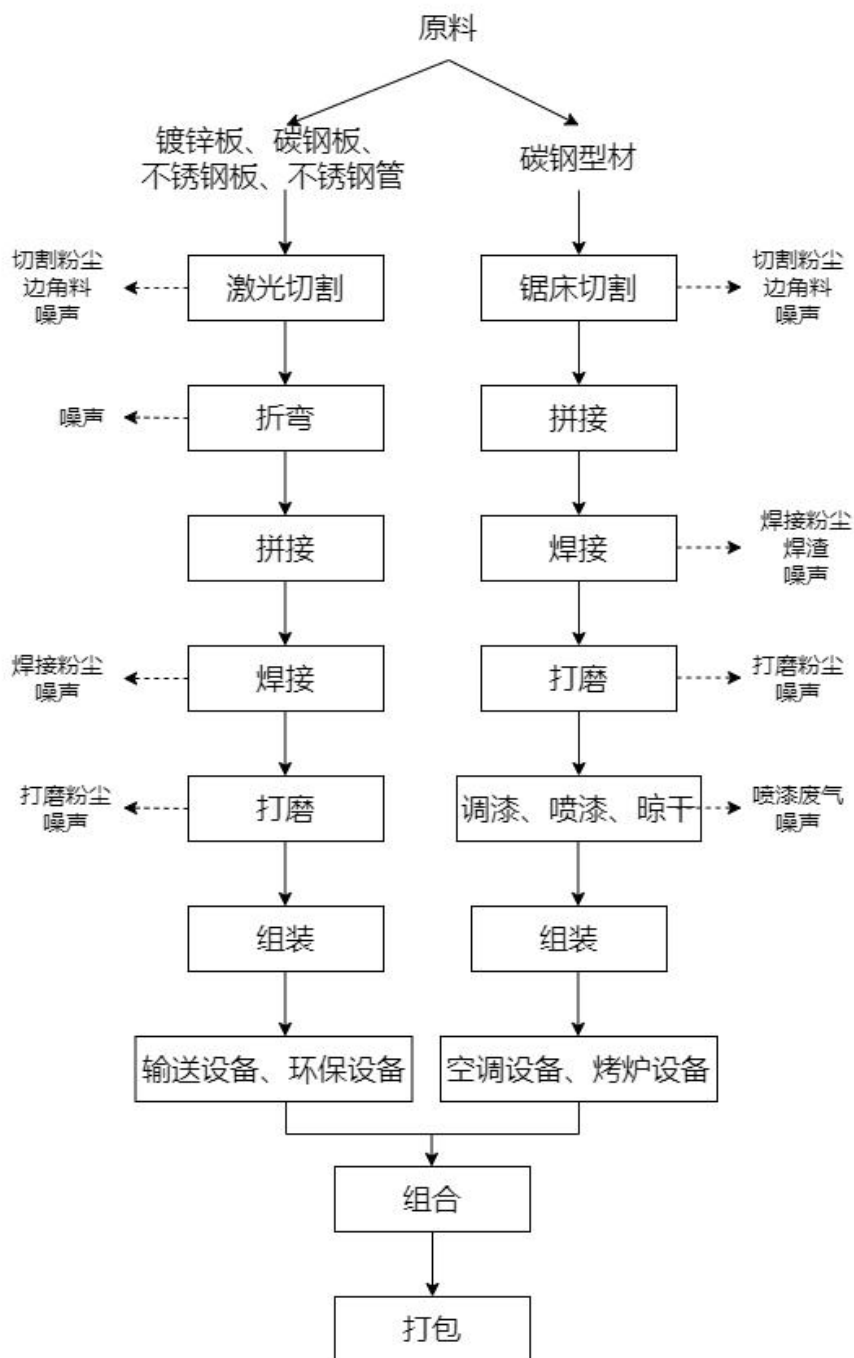 原料
镀锌板、碳钢板、
不锈钢板、不锈钢管
碳钢型材
切割粉尘
边角料
噪声
激光切割
锯床切割
切割粉尘
边角料
噪声
噪声
折弯
拼接
拼接
焊接
焊接粉尘
焊渣
噪声
焊接粉尘
噪声
焊接
打磨
打磨粉尘
噪声
打磨粉尘
噪声
打磨
调漆、喷漆、晾干
喷漆废气
噪声
组装
组装
输送设备、环保设备
空调设备、烤炉设备
组合
打包